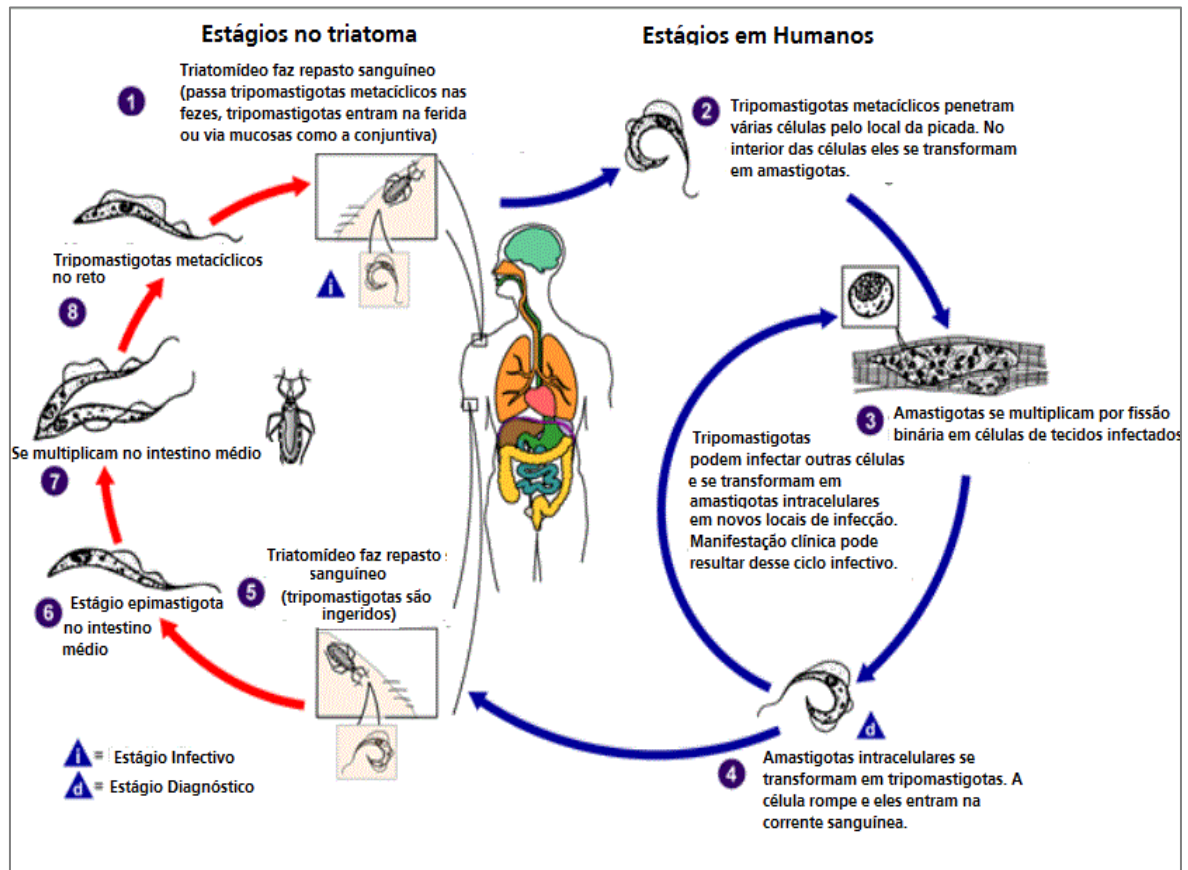 Estágios no triatoma
Estágios em Humanos
1
Triatomídeo faz repasto sanguíneo
(passa tripomastigotas metacíclicos nas
fezes, tripomastigotas entram na ferida
ou via mucosas como a conjuntiva)
2
Tripomastigotas metacíclicos penetram
várias células pelo local da picada. No
interior das células eles se transformam
em amastigotas.
i
Tripomastigotas metacíclicos
no reto
8
3
Amastigotas se multiplicam por fissão
binária em células de tecidos infectados
Tripomastigotas
podem infectar outras células
e se transformam em
amastigotas intracelulares
em novos locais de infecção.
Manifestação clínica pode
resultar desse ciclo infectivo.
Se multiplicam no intestino médio
7
5
Triatomídeo faz repasto
sanguíneo
(tripomastigotas são
ingeridos)
6
Estágio epimastigota
no intestino
médio
d
4
Amastigotas intracelulares se
transformam em tripomastigotas. A
célula rompe e eles entram na
corrente sanguínea.
i = Estágio Infectivo
d = Estágio Diagnóstico